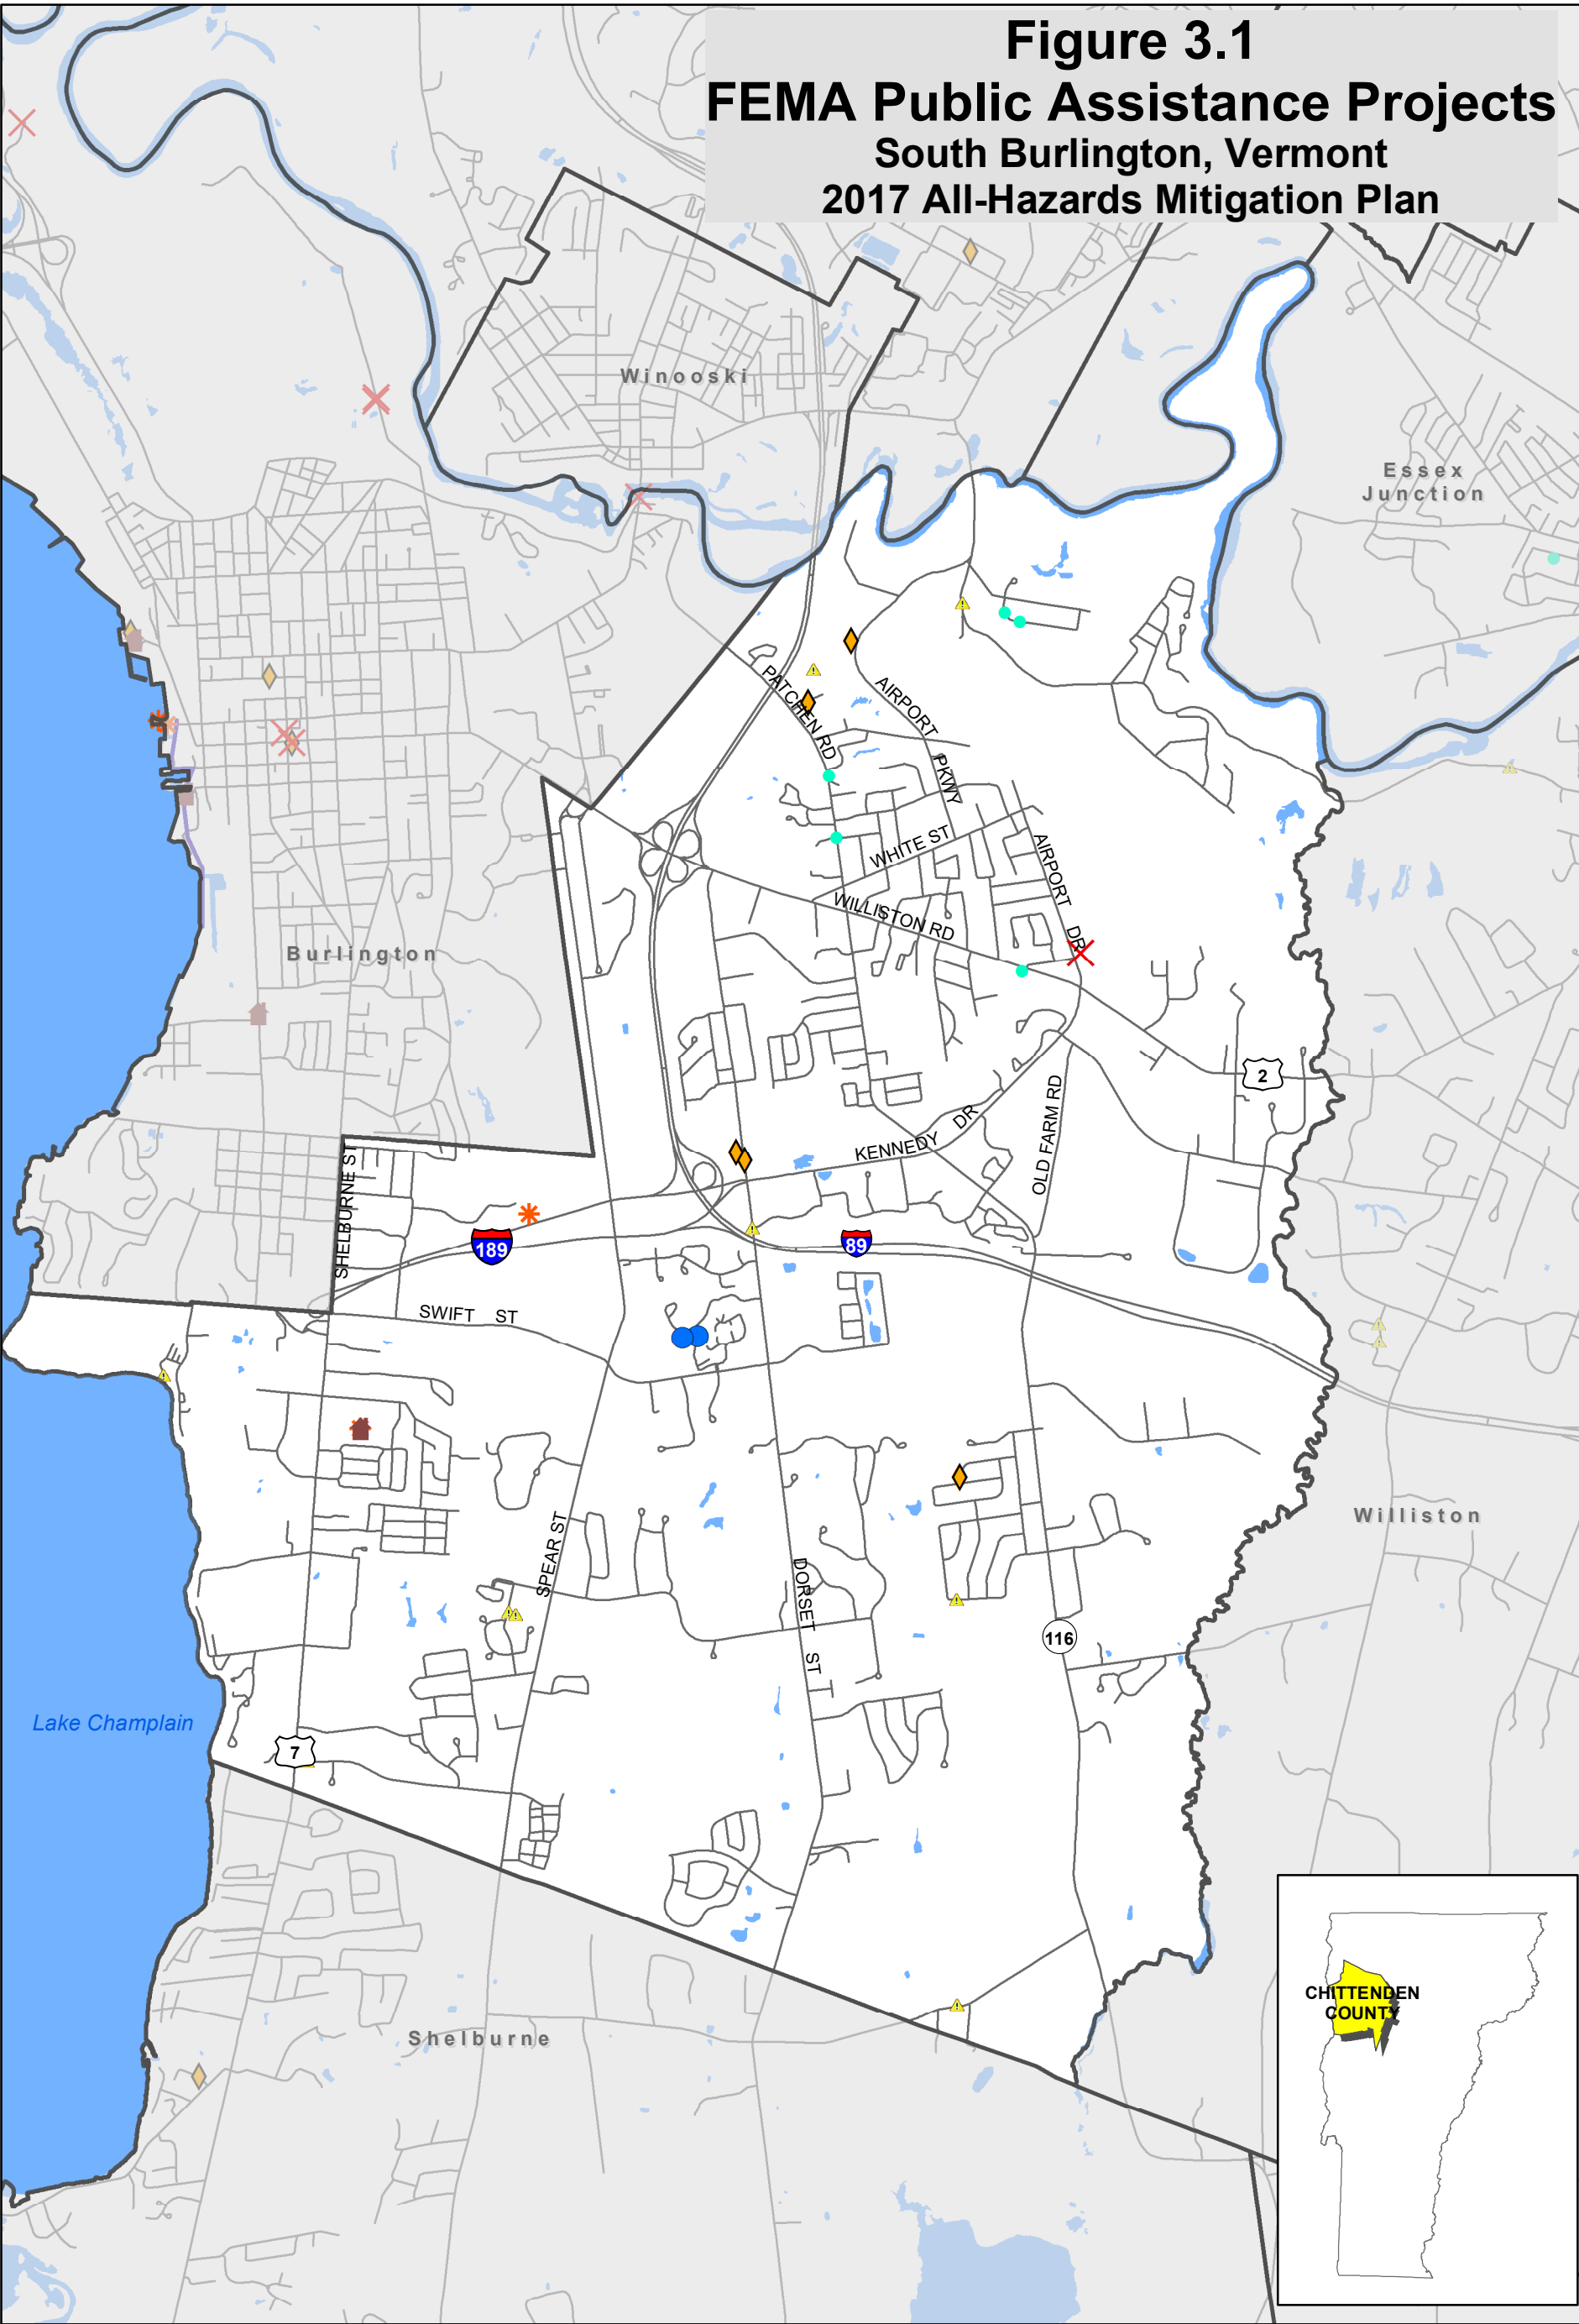 Figure 3.1
FEMA Public Assistance Projects
South Burlington, Vermont
2017 All-Hazards Mitigation Plan
Winooski
Essex
Junction
PATCHEN RD
AIRPORT
PKWY
WHITE ST
AIRPORT
DR
WILLISTON RD
Burlington
2
SHELBURNE ST
KENNEDY DR
OLD FARM RD
189
89
SWIFT ST
Williston
SPEAR ST
DORSET ST
116
Lake Champlain
7
CHITTENDEN
COUNTY
Shelburne